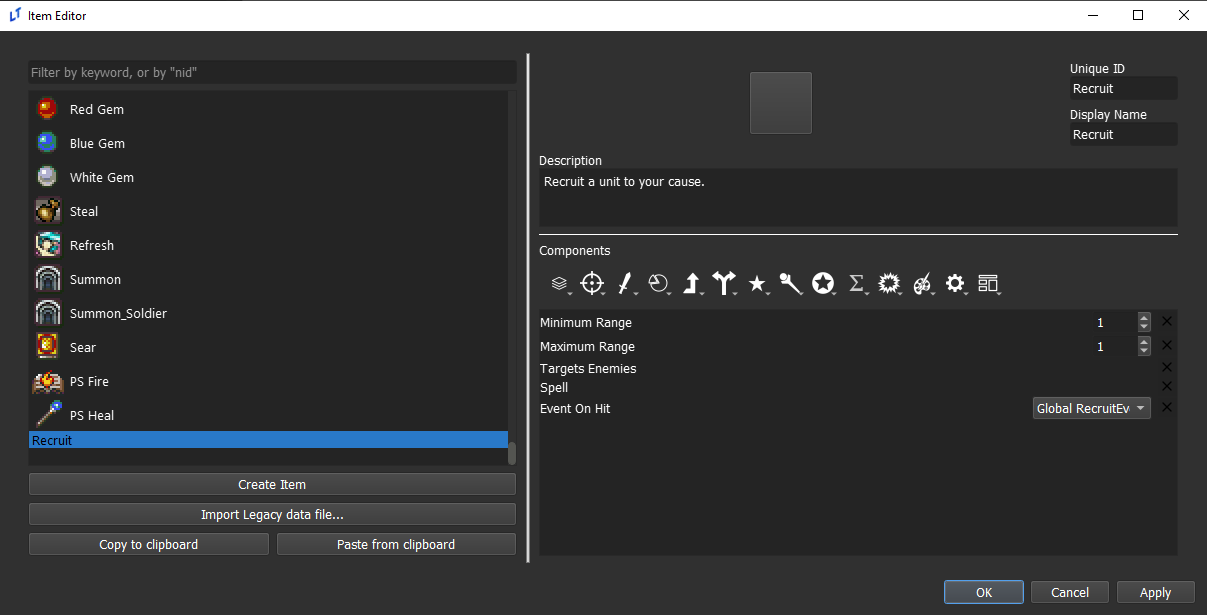 LT Item Editor
Filter by keyword, or by "nid"
Red Gem
Blue Gem
White Gem
Steal
Refresh
Summon
Summon_Soldier
Sear
PS Fire
PS Heal
Recruit
Create Item
Import Legacy data file...
Copy to clipboard
Paste from clipboard
Unique ID
Recruit
Display Name
Recruit
Description
Recruit a unit to your cause.
Components
Minimum Range 1
Maximum Range 1
Targets Enemies
Spell
Event On Hit Global RecruitEv
OK
Cancel
Apply